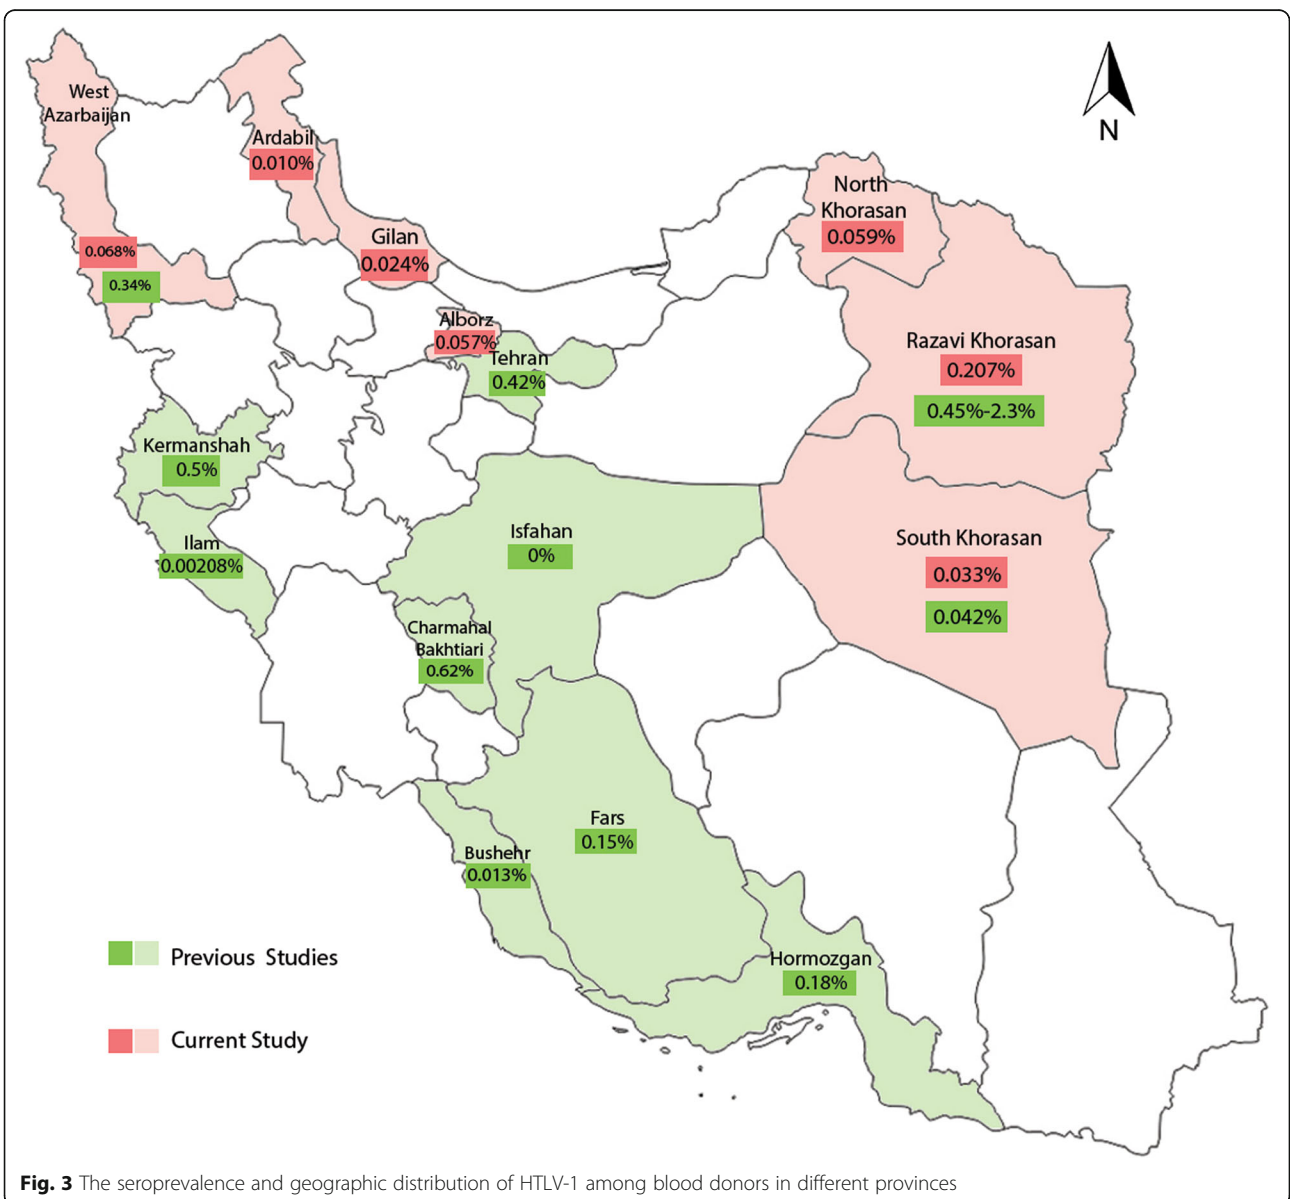 West
Azarbaijan
0.068%
0.34%
Ardabil
0.010%
Gilan
0.024%
Alborz
0.057%
Tehran
0.42%
N
North
Khorasan
0.059%
Razavi Khorasan
0.207%
0.45%-2.3%
Kermanshah
0.5%
Ilam
0.00208%
Isfahan
0%
South Khorasan
0.033%
0.042%
Charmahal
Bakhtiari
0.62%
Fars
0.15%
Bushehr
0.013%
Hormozgan
0.18%
Previous Studies
Current Study
Fig. 3 The seroprevalence and geographic distribution of HTLV-1 among blood donors in different provinces